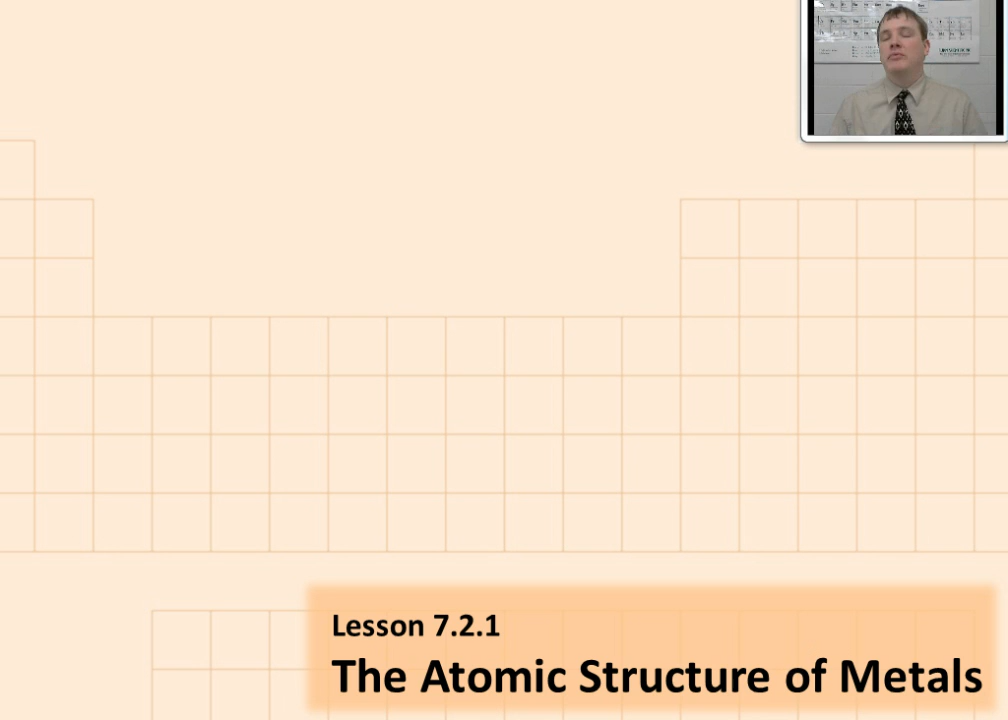 Lesson 7.2.1
The Atomic Structure of Metals